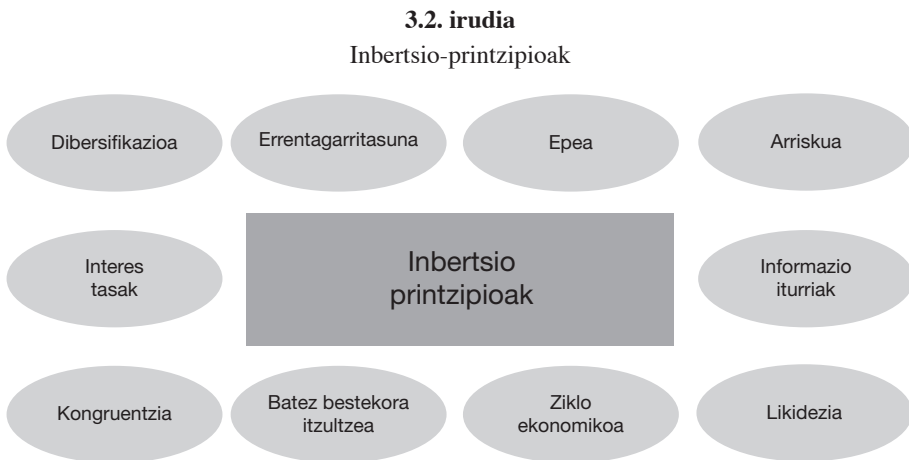 3.2. irudia
Inbertsio-printzipioak
Dibersifikazioa
Errentagarritasuna
Epea
Arriskua
Interes
tasak
Inbertsio
printzipioak
Informazio
iturriak
Kongruentzia
Batez bestekora
itzultzea
Ziklo
ekonomikoa
Likidezia